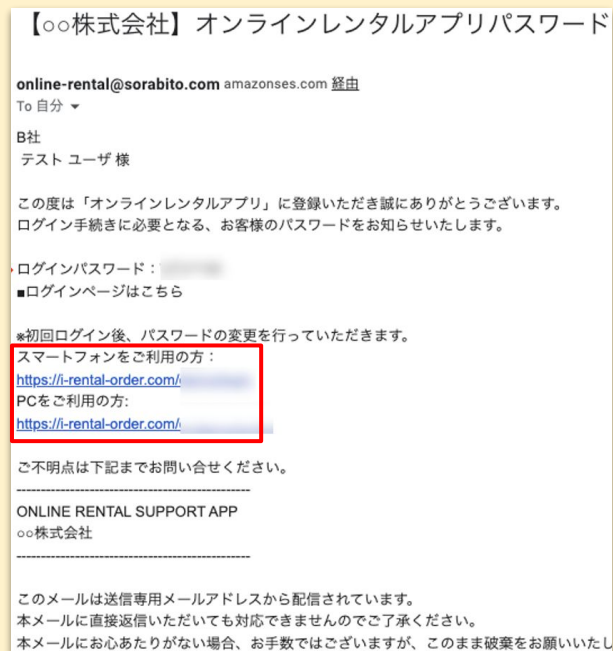 【○○株式会社】オンラインレンタルアプリパスワード
online-rental@sorabito.com amazonses.com 経由
To 自分
B社
テスト ユーザ 様
この度は「オンラインレンタルアプリ」に登録いただき誠にありがとうございます。
ログイン手続きに必要となる、お客様のパスワードをお知らせいたします。
ログインパスワード：
■ログインページはこちら
※初回ログイン後、パスワードの変更を行っていただきます。
スマートフォンをご利用の方：
https://i-rental-order.com/
PCをご利用の方:
https://i-rental-order.com/
ご不明点は下記までお問い合せください。
--------------------------------------------------
ONLINE RENTAL SUPPORT APP
○○株式会社
--------------------------------------------------
このメールは送信専用メールアドレスから配信されています。
本メールに直接返信いただいても対応できませんのでご了承ください。
本メールにお心あたりがない場合、お手数ではございますが、このまま破棄をお願いいたし